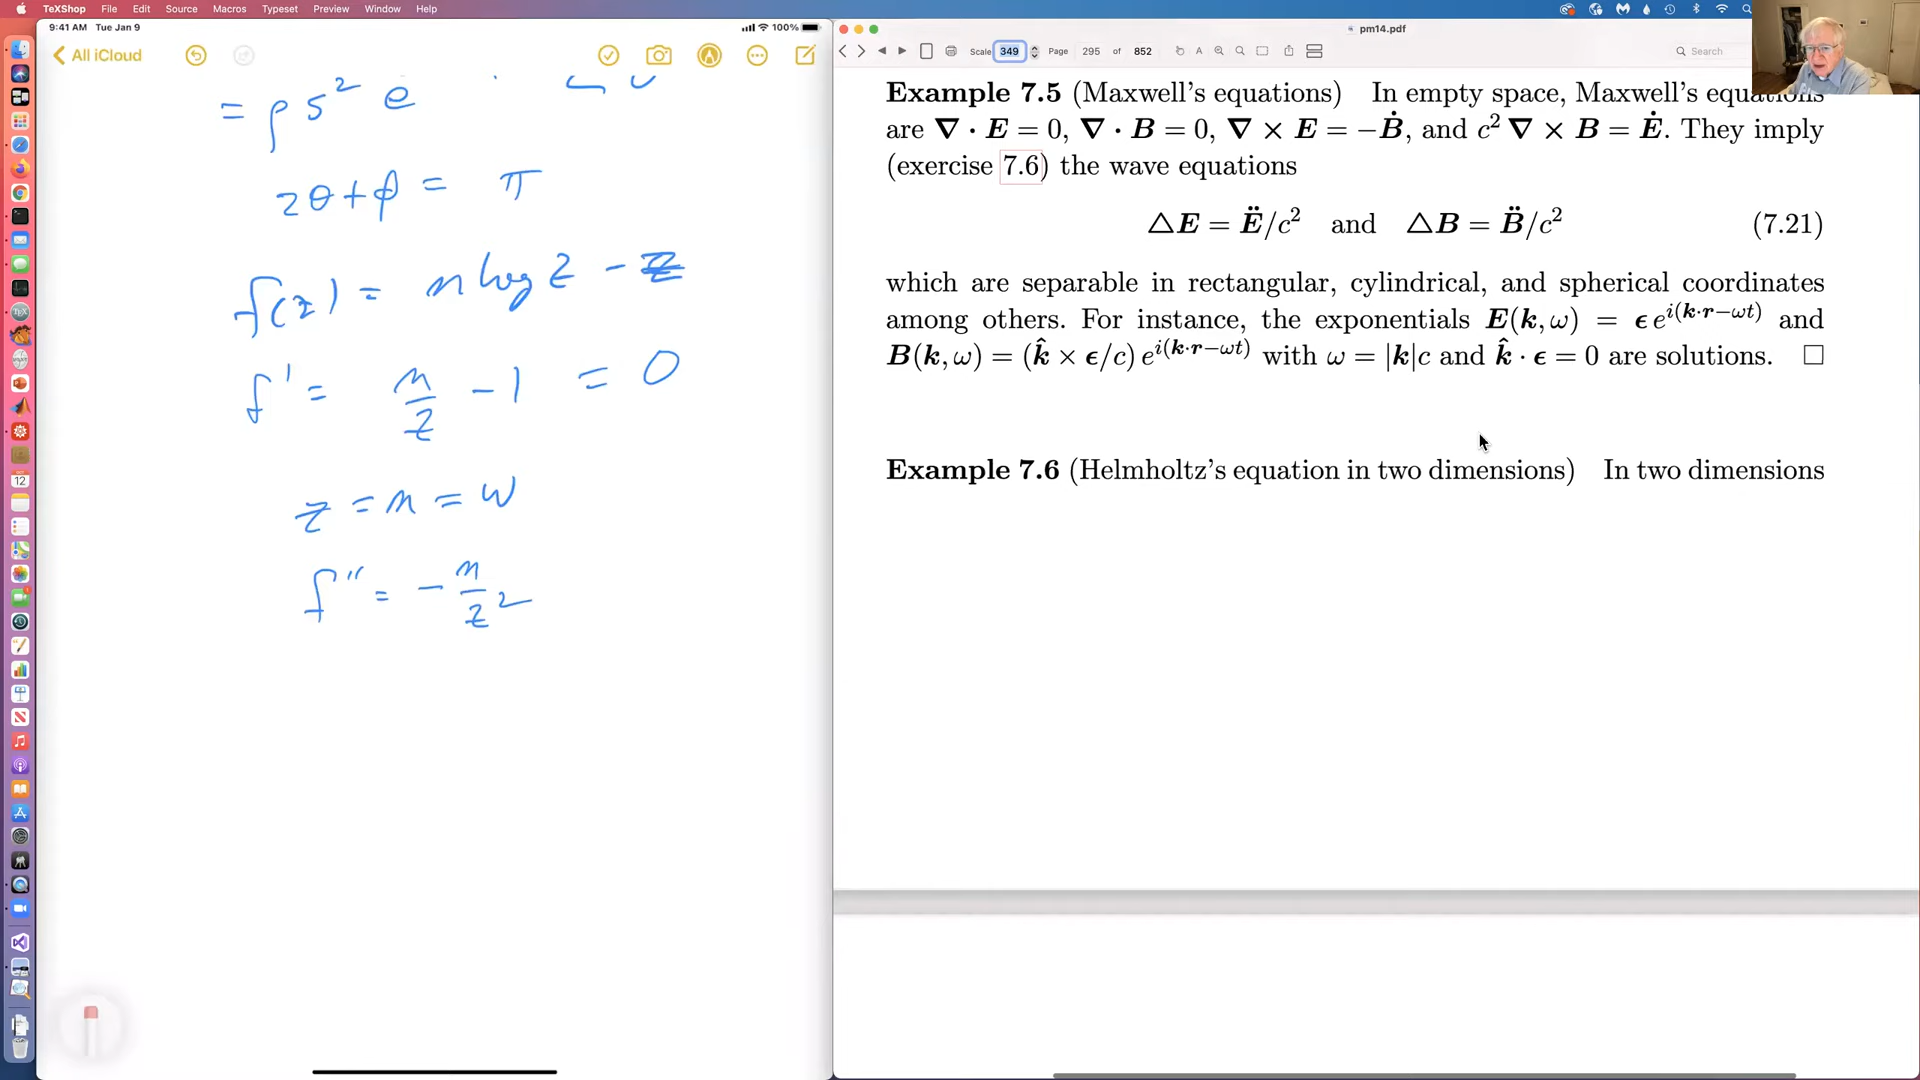 TeXShop File Edit Source Macros Typeset Preview Window Help
9:41 AM Tue Jan 9
100%
All iCloud
= ρ s² e
2θ+φ = π
f(z) = n log z - z
f' = n/z - 1 = 0
z = n = w
f'' = - n/z²
pm14.pdf
Scale 349 Page 295 of 852
Search
Example 7.5 (Maxwell's equations) In empty space, Maxwell's equations
are ∇ · E = 0, ∇ · B = 0, ∇ × E = −Ḃ, and c² ∇ × B = Ė. They imply
(exercise 7.6) the wave equations
△E = Ë/c² and △B = B̈/c² (7.21)
which are separable in rectangular, cylindrical, and spherical coordinates
among others. For instance, the exponentials E(k, ω) = ϵ e^{i(k·r−ωt)} and
B(k, ω) = (k̂ × ϵ/c) e^{i(k·r−ωt)} with ω = |k|c and k̂ · ϵ = 0 are solutions. □
Example 7.6 (Helmholtz's equation in two dimensions) In two dimensions